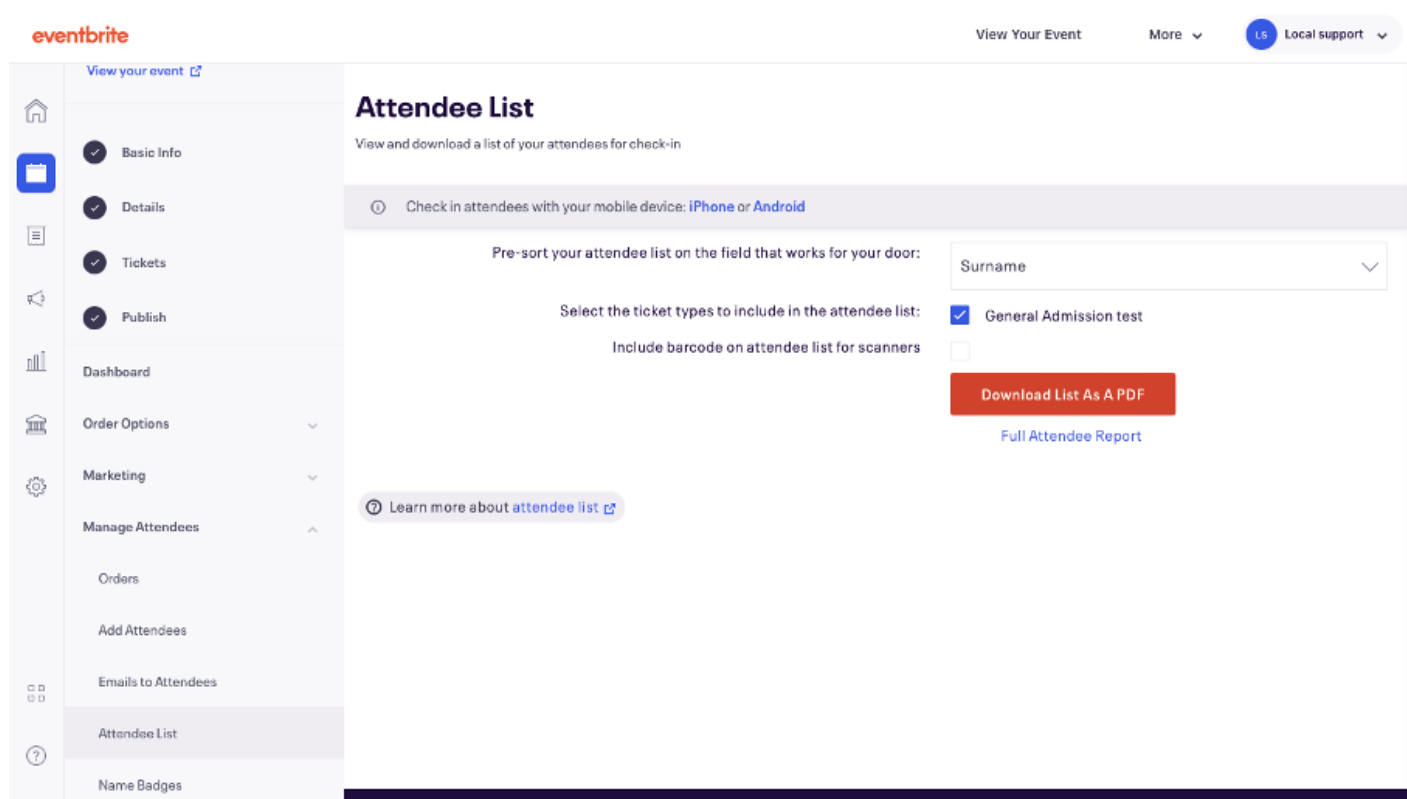 eventbrite
View Your Event
More
LS
Local support
View your event
Basic Info
Details
Tickets
Publish
Dashboard
Order Options
Marketing
Manage Attendees
Orders
Add Attendees
Emails to Attendees
Attendee List
Name Badges
Attendee List
View and download a list of your attendees for check-in
Check in attendees with your mobile device: iPhone or Android
Pre-sort your attendee list on the field that works for your door:
Surname
Select the ticket types to include in the attendee list:
General Admission test
Include barcode on attendee list for scanners
Download List As A PDF
Full Attendee Report
Learn more about attendee list